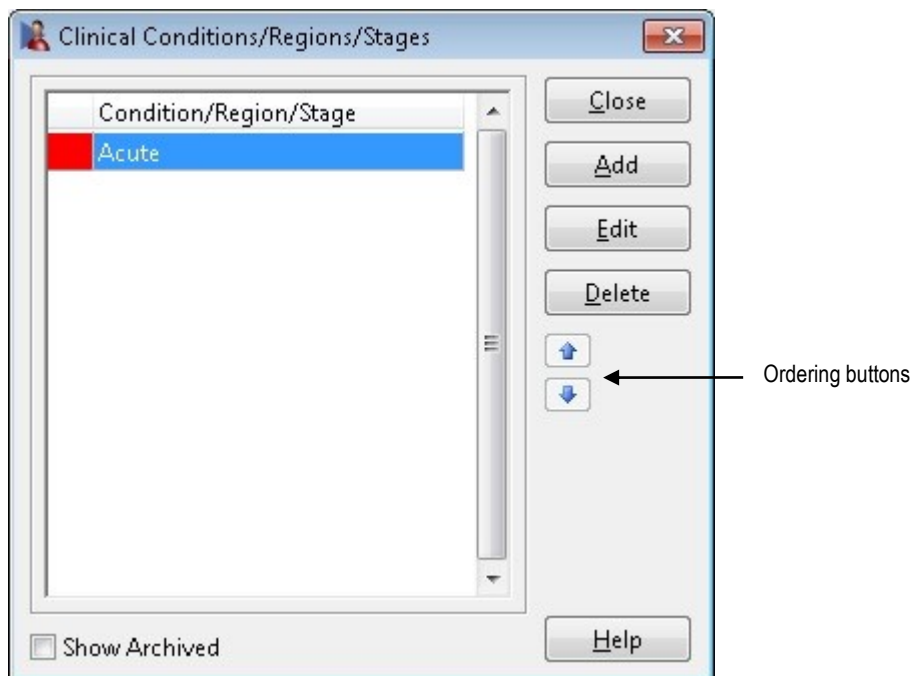 Clinical Conditions/Regions/Stages
Condition/Region/Stage
Acute
Close
Add
Edit
Delete
Ordering buttons
Show Archived
Help